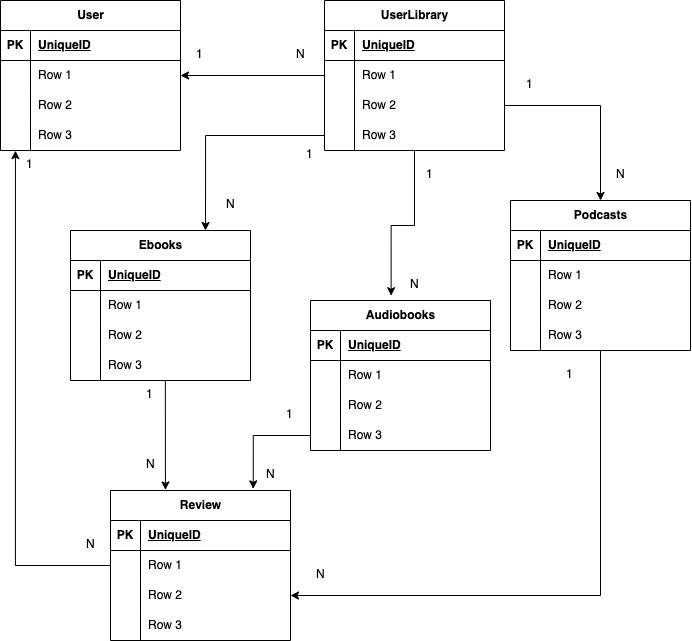 User
PK UniqueID
Row 1
Row 2
Row 3
UserLibrary
PK UniqueID
Row 1
Row 2
Row 3
1
N
1
1
N
1
N
1
N
Podcasts
PK UniqueID
Row 1
Row 2
Row 3
Ebooks
PK UniqueID
Row 1
Row 2
Row 3
N
Audiobooks
PK UniqueID
Row 1
Row 2
Row 3
1
1
1
N
N
Review
PK UniqueID
Row 1
Row 2
Row 3
N
N